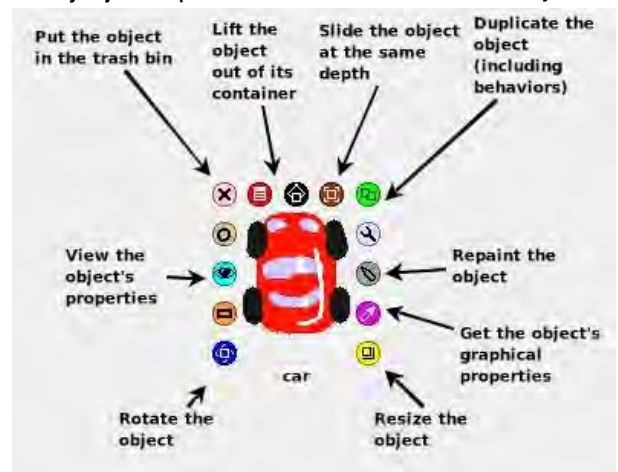 Put the object
in the trash bin
Lift the
object
out of its
container
Slide the object
at the same
depth
Duplicate the
object
(including
behaviors)
View the
object's
properties
Repaint the
object
Get the object's
graphical
properties
car
Rotate the
object
Resize the
object